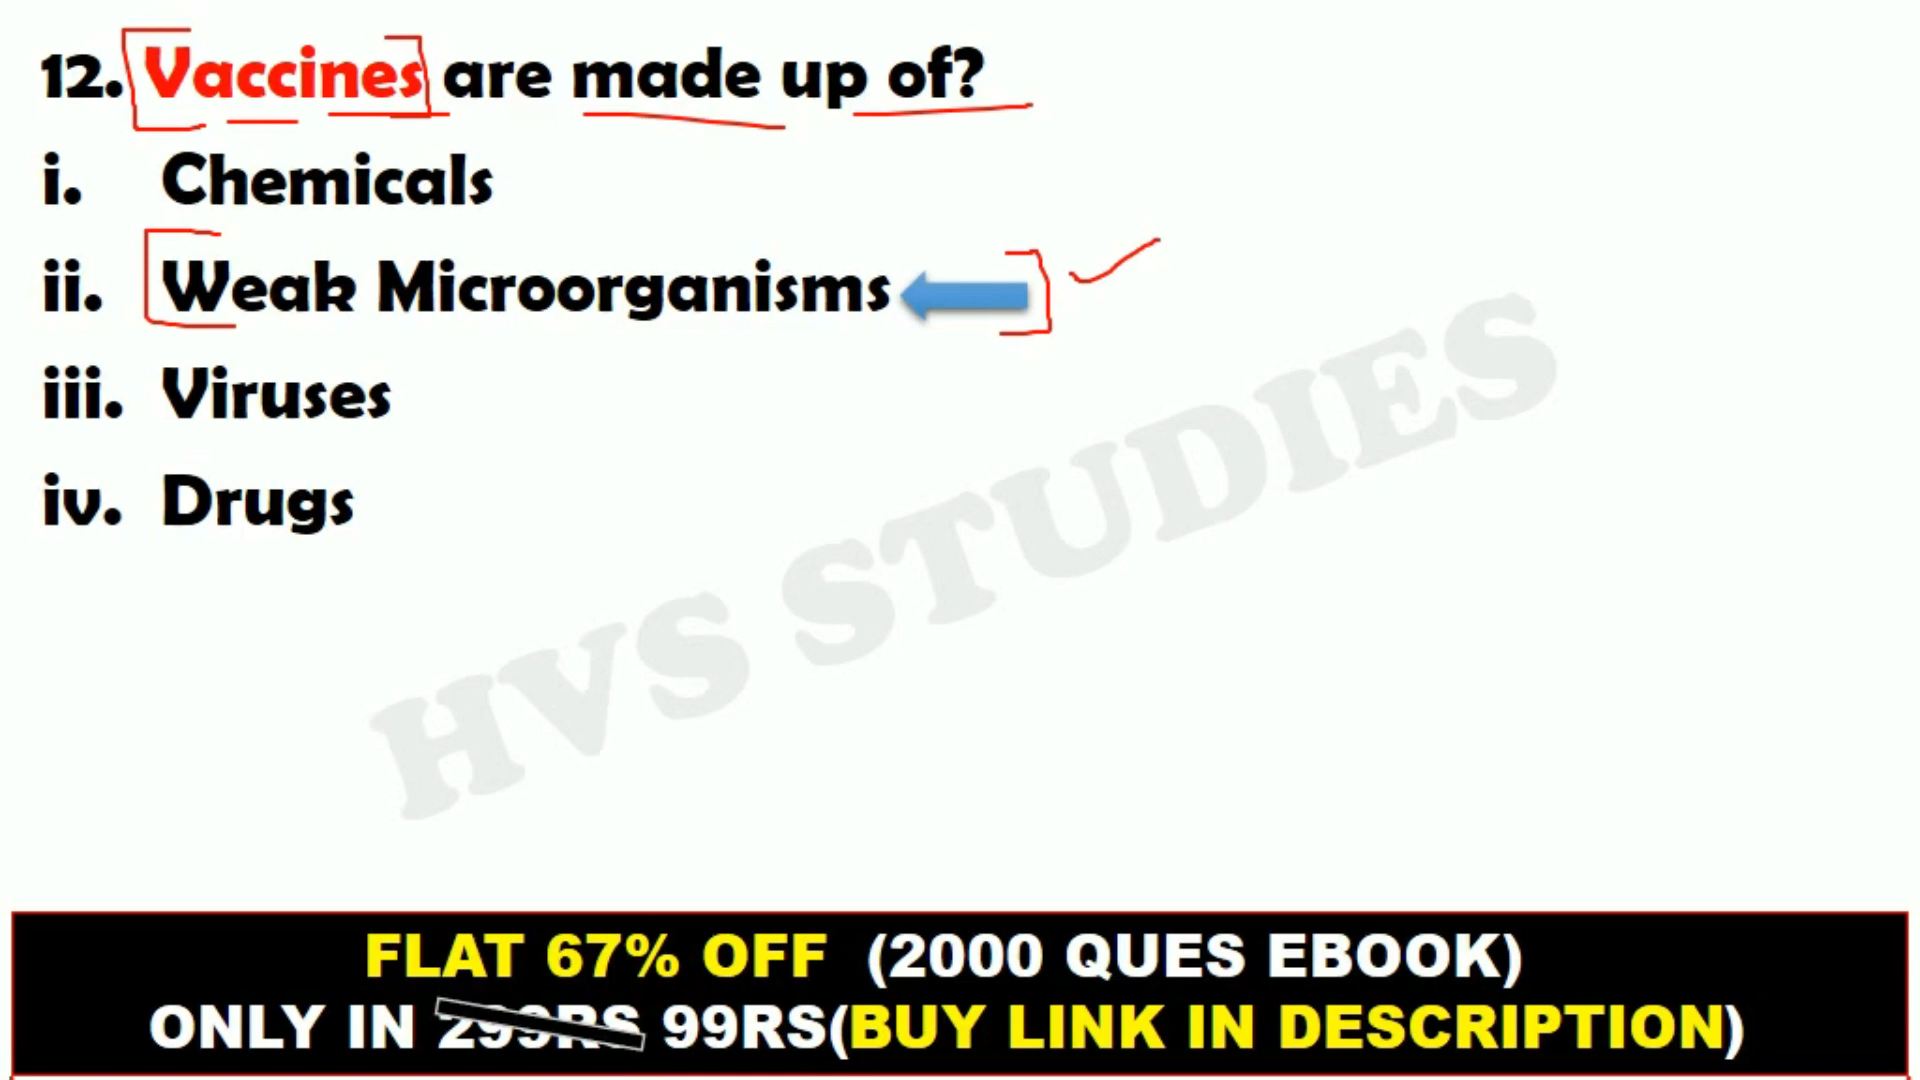 12. Vaccines are made up of?
i. Chemicals
ii. Weak Microorganisms
iii. Viruses
iv. Drugs
HVS STUDIES
FLAT 67% OFF (2000 QUES EBOOK)
ONLY IN 299RS 99RS(BUY LINK IN DESCRIPTION)